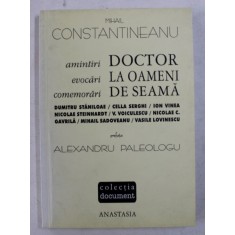 MIHAIL
CONSTANTINEANU
amintiri
evocări
comemorări
DOCTOR
LA OAMENI
DE SEAMĂ
DUMITRU STĂNILOAE / CELLA SERGHI / ION VINEA
NICOLAE STEINHARDT / V. VOICULESCU / NICOLAE C.
GAVRILĂ / MIHAIL SADOVEANU / VASILE LOVINESCU
prefața
ALEXANDRU PALEOLOGU
colecția
document
ANASTASIA